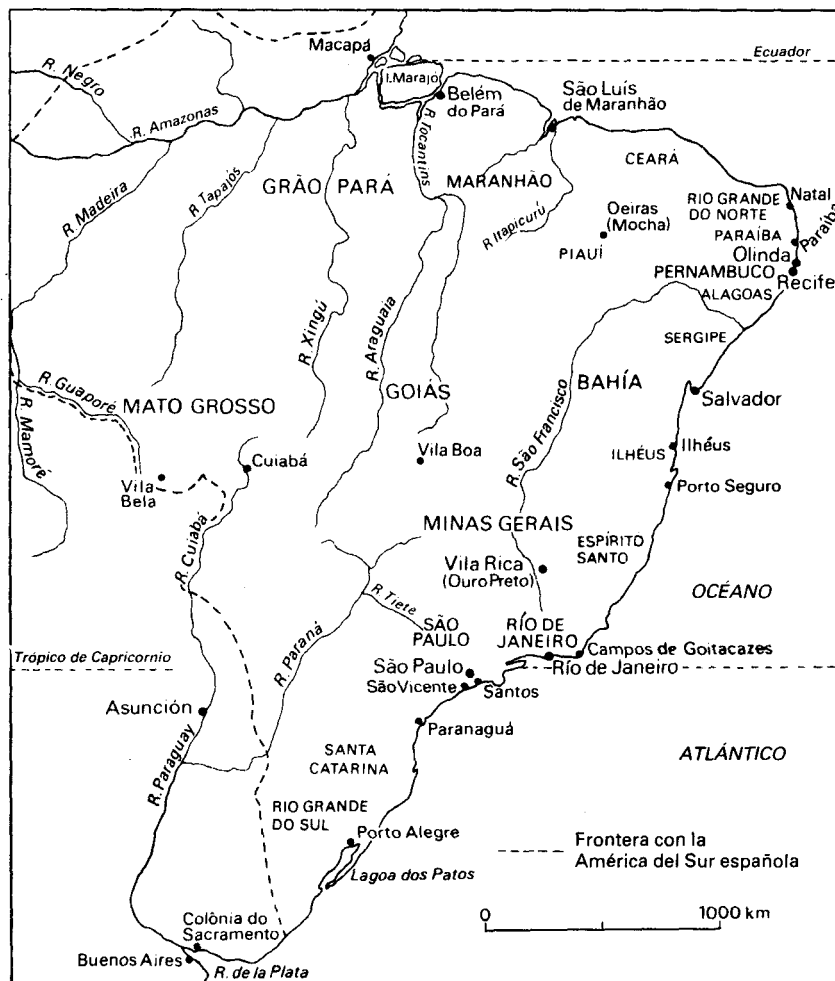 Macapá
Ecuador
R. Negro
I. Marajó
Belém
do Pará
São Luís
de Maranhão
R. Amazonas
R. Tocantins
CEARÁ
R. Madeira
R. Tapajós
GRÃO PARÁ
MARANHÃO
RIO GRANDE
DO NORTE
Natal
Oeiras
(Mocha)
R Itapicurú
PIAUÍ
PARAÍBA
Paraíba
Olinda
PERNAMBUCO
Recife
ALAGOAS
SERGIPE
R. Xingú
R. Araguaia
R. Guaporé
R. Mamoré
MATO GROSSO
GOIÁS
BAHÍA
Salvador
R. São Francisco
Vila Boa
Cuiabá
Vila
Bela
ILHÉUS
Ilhéus
Porto Seguro
MINAS GERAIS
ESPÍRITO
SANTO
R. Cuiabá
Vila Rica
(Ouro Preto)
OCÉANO
R. Tiete
SÃO
PAULO
RÍO DE
JANEIRO
Campos de Goitacazes
Trópico de Capricornio
R. Paraná
São Paulo
Río de Janeiro
São Vicente
Santos
Asunción
Paranaguá
R. Paraguay
SANTA
CATARINA
ATLÁNTICO
RIO GRANDE
DO SUL
Porto Alegre
Frontera con la
América del Sur española
Lagoa dos Patos
0
1000 km
Colônia do
Sacramento
Buenos Aires
R. de la Plata